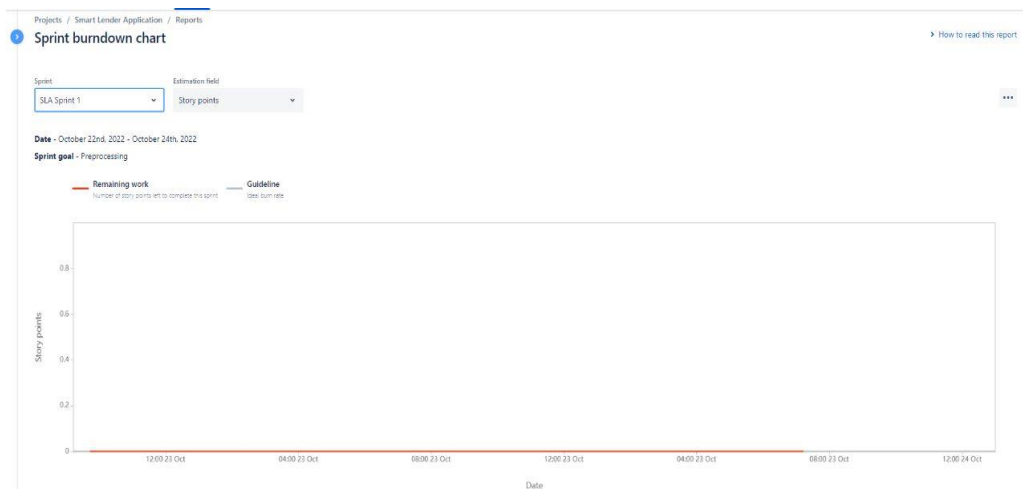 Projects / Smart Lender Application / Reports
Sprint burndown chart
How to read this report
Sprint
Estimation field
SLA Sprint 1
Story points
Date - October 22nd, 2022 - October 24th, 2022
Sprint goal - Preprocessing
Remaining work
Guideline
Number of story points left to complete this sprint
Ideal burn rate
0.8
0.6
0.4
0.2
0
Story points
12:00 23 Oct
04:00 23 Oct
08:00 23 Oct
12:00 23 Oct
04:00 23 Oct
08:00 23 Oct
12:00 24 Oct
Date